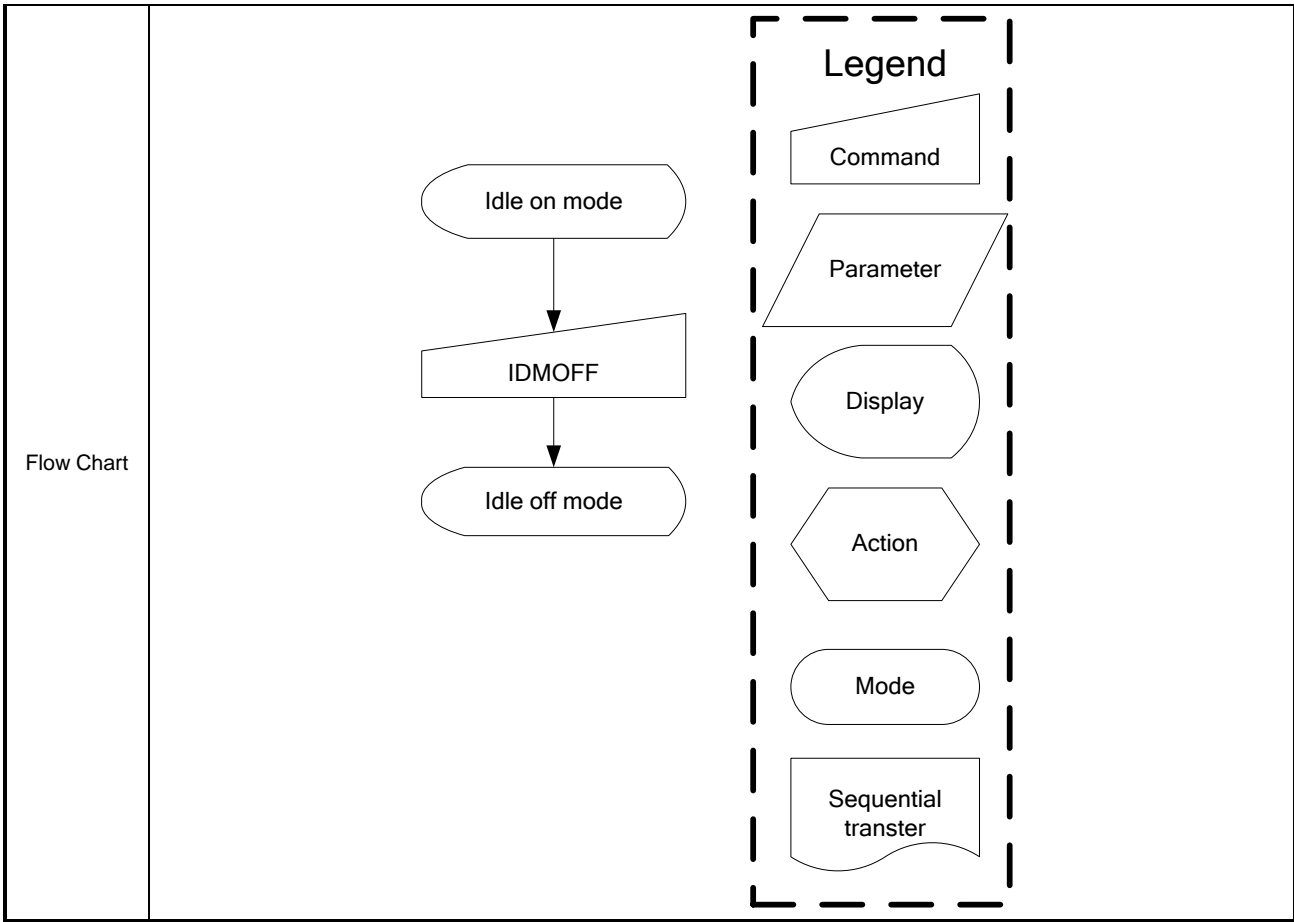 Flow Chart
Idle on mode
IDMOFF
Idle off mode
Legend
Command
Parameter
Display
Action
Mode
Sequential
transter